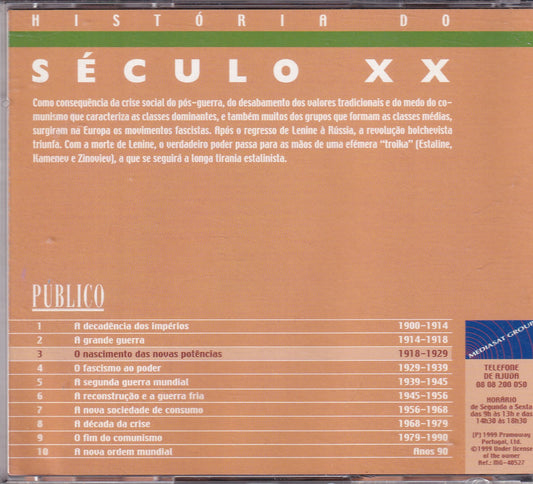 HISTÓRIA DO
SÉCULO XX
Como consequência da crise social do pós-guerra, do desabamento dos valores tradicionais e do medo do co-
munismo que caracteriza as classes dominantes, e também muitos dos grupos que formam as classes médias,
surgiram na Europa os movimentos fascistas. Após o regresso de Lenine à Rússia, a revolução bolchevista
triunfa. Com a morte de Lenine, o verdadeiro poder passa para as mãos de uma efémera "troika" (Estaline,
Kamenev e Zinoviev), a que se seguirá a longa tirania estalinista.
PÚBLICO
1 A decadência dos impérios 1900–1914
2 A grande guerra 1914–1918
3 O nascimento das novas potências 1918–1929
4 O fascismo ao poder 1929–1939
5 A segunda guerra mundial 1939–1945
6 A reconstrução e a guerra fria 1945–1956
7 A nova sociedade de consumo 1956–1968
8 A década da crise 1968–1979
9 O fim do comunismo 1979–1990
10 A nova ordem mundial Anos 90
MEDIASAT GROUP
TELEFONE
DE AJUDA
08 08 200 050
HORÁRIO
de Segunda a Sexta
das 9h às 13h e das
14h30 às 18h30
(P) 1999 Promoway
Portugal, Ltd.
©1999 Under license
of the owner
Ref.: MG-40527